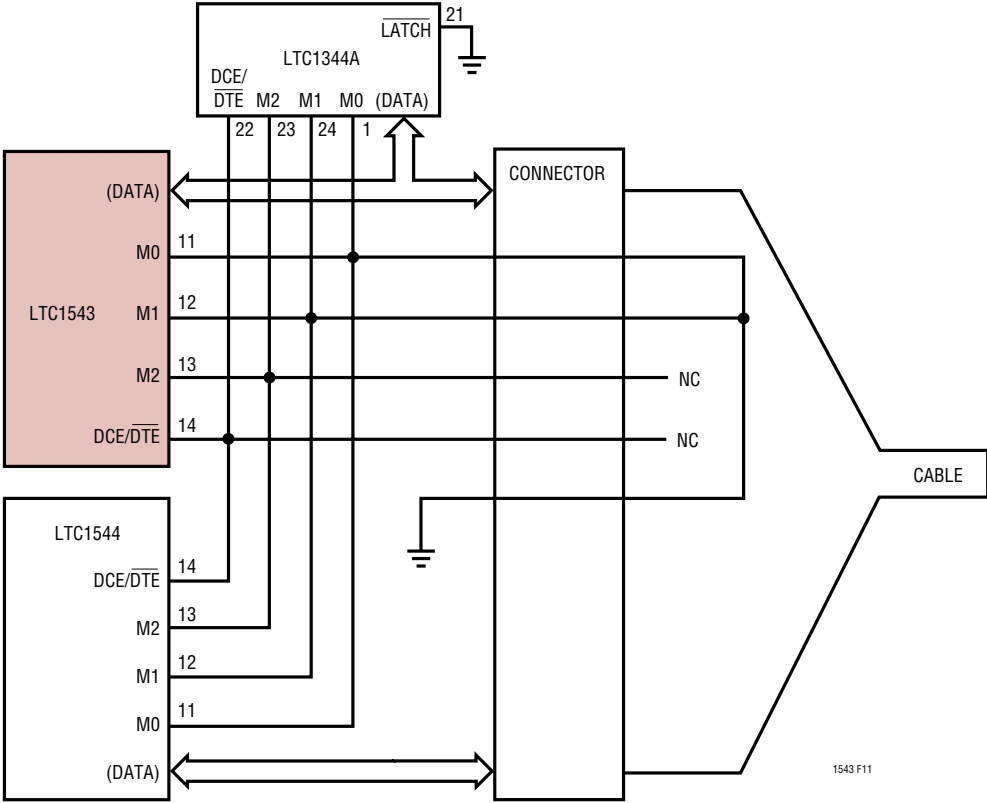 21
LATCH
LTC1344A
DCE/
DTE M2 M1 M0 (DATA)
22 23 24 1
CONNECTOR
(DATA)
M0 11
LTC1543 M1 12
M2 13
NC
DCE/DTE 14
NC
CABLE
LTC1544
DCE/DTE 14
M2 13
M1 12
M0 11
(DATA)
1543 F11